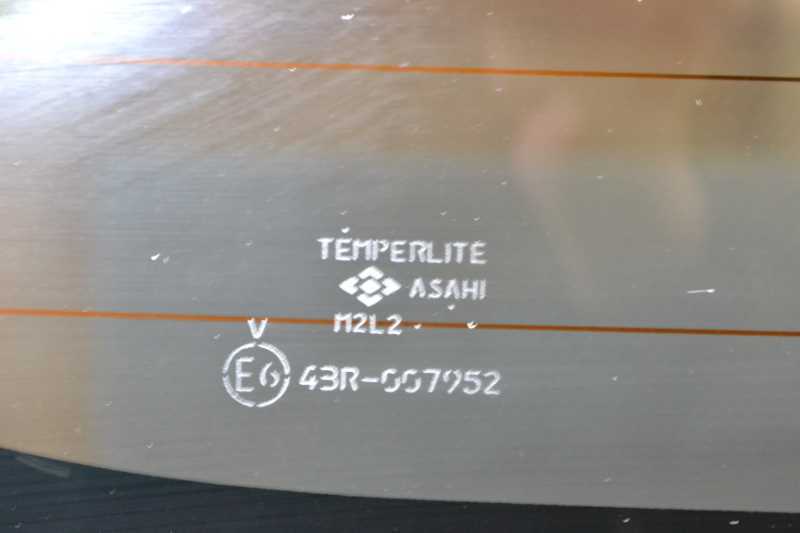 TEMPERLITE
ASAHI
M2L2
V
E6 43R-007952